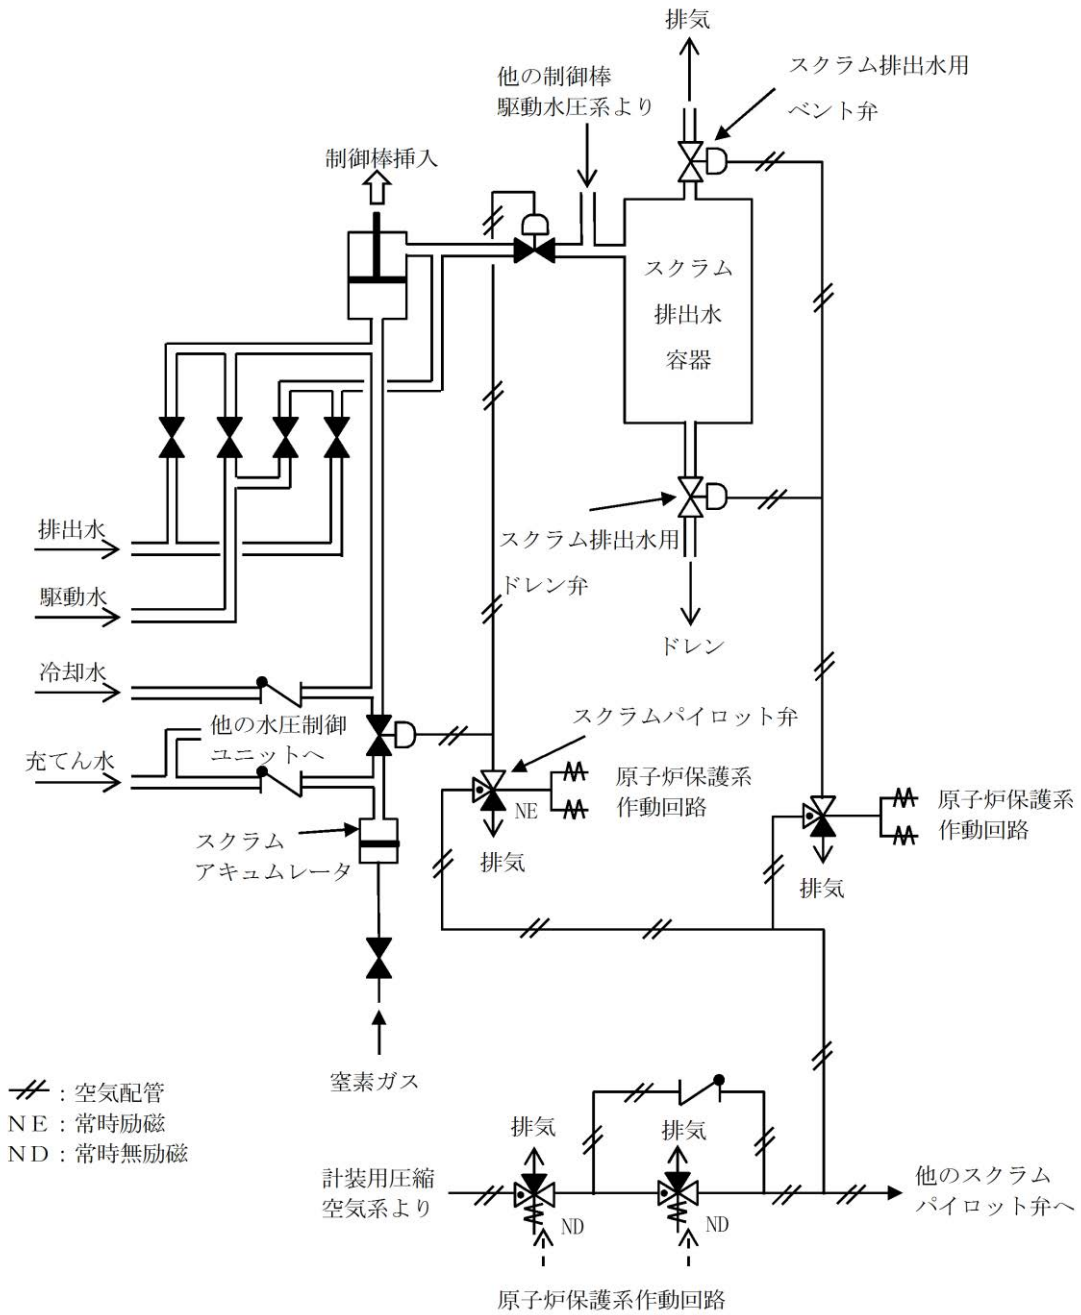 排気
スクラム排出水用
ベント弁
他の制御棒
駆動水圧系より
制御棒挿入
スクラム
排出水
容器
排出水
スクラム排出水用
ドレン弁
駆動水
ドレン
冷却水
他の水圧制御
ユニットへ
スクラムパイロット弁
充てん水
原子炉保護系
作動回路
NE
原子炉保護系
作動回路
スクラム
アキュムレータ
排気
排気
窒素ガス
：空気配管
ＮＥ：常時励磁
ＮＤ：常時無励磁
排気
排気
計装用圧縮
空気系より
ND
ND
他のスクラム
パイロット弁へ
原子炉保護系作動回路